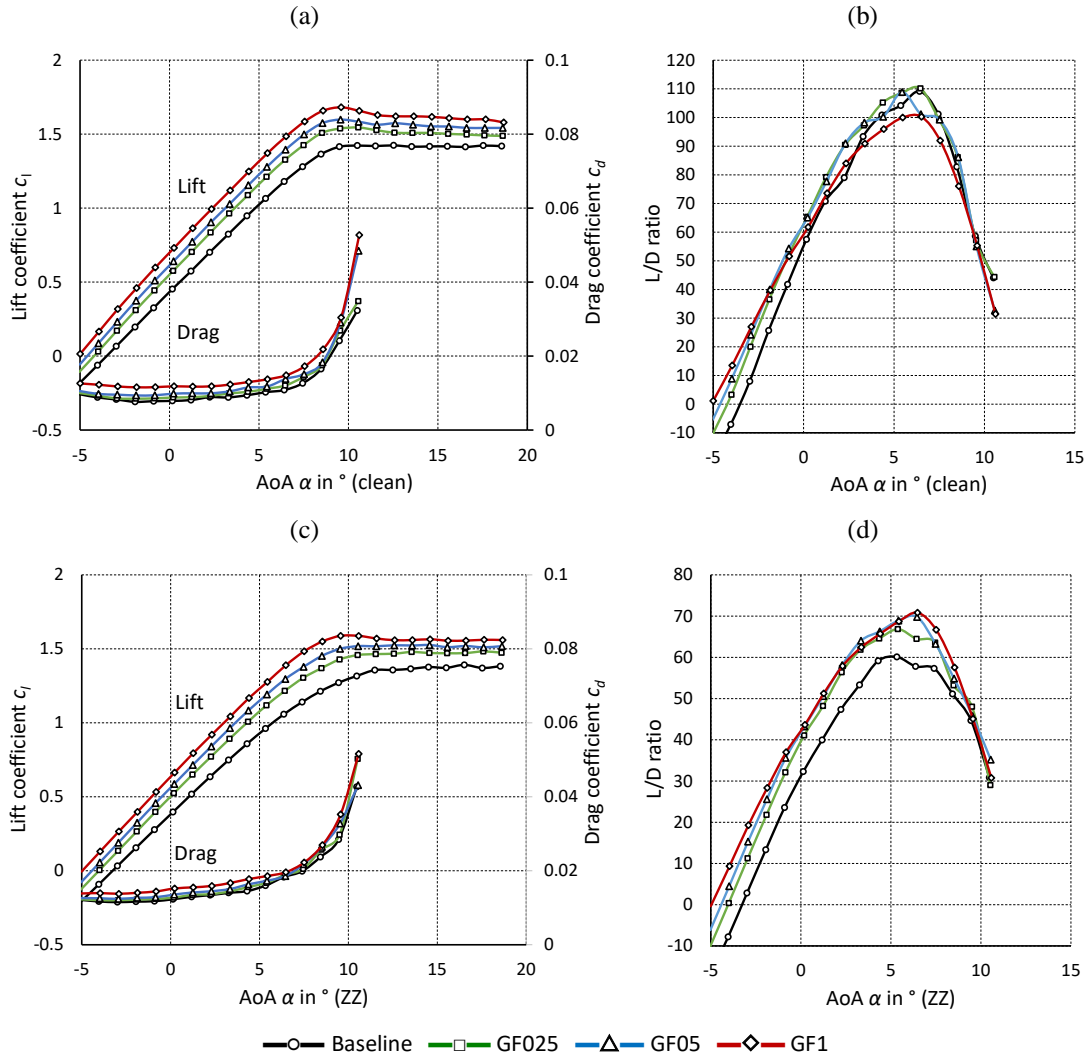 (a)
(b)
2
1.5
1
0.5
0
-0.5
Lift coefficient cl
0.1
0.08
0.06
0.04
0.02
0
Drag coefficient cd
Lift
Drag
-5 0 5 10 15 20
AoA α in ° (clean)
120
110
100
90
80
70
60
50
40
30
20
10
0
-10
L/D ratio
-5 0 5 10 15
AoA α in ° (clean)
(c)
(d)
2
1.5
1
0.5
0
-0.5
Lift coefficient cl
0.1
0.08
0.06
0.04
0.02
0
Drag coefficient cd
Lift
Drag
-5 0 5 10 15 20
AoA α in ° (ZZ)
80
70
60
50
40
30
20
10
0
-10
L/D ratio
-5 0 5 10 15
AoA α in ° (ZZ)
Baseline GF025 GF05 GF1